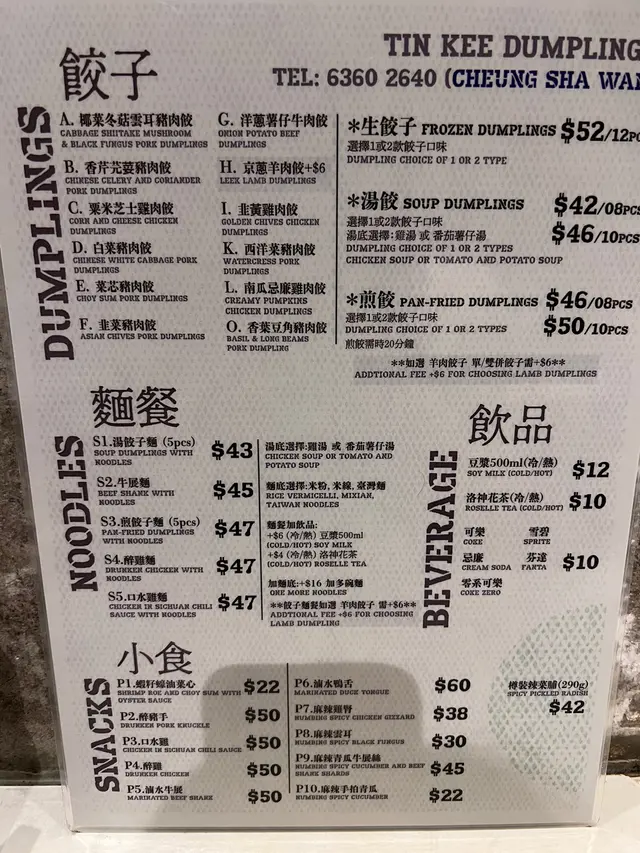 TIN KEE DUMPLING
TEL: 6360 2640 (CHEUNG SHA WAN
餃子
DUMPLINGS
A. 椰菜冬菇雲耳豬肉餃
CABBAGE SHIITAKE MUSHROOM
& BLACK FUNGUS PORK DUMPLINGS
B. 香芹芫荽豬肉餃
CHINESE CELERY AND CORIANDER
PORK DUMPLINGS
C. 粟米芝士雞肉餃
CORN AND CHEESE CHICKEN
DUMPLINGS
D. 白菜豬肉餃
CHINESE WHITE CABBAGE PORK
DUMPLINGS
E. 菜芯豬肉餃
CHOY SUM PORK DUMPLINGS
F. 韭菜豬肉餃
ASIAN CHIVES PORK DUMPLINGS
G. 洋蔥薯仔牛肉餃
ONION POTATO BEEF
DUMPLINGS
H. 京蔥羊肉餃+$6
LEEK LAMB DUMPLINGS
I. 韭黃雞肉餃
GOLDEN CHIVES CHICKEN
DUMPLINGS
K. 西洋菜豬肉餃
WATERCRESS PORK
DUMPLINGS
L. 南瓜忌廉雞肉餃
CREAMY PUMPKINS
CHICKEN DUMPLINGS
O. 香葉豆角豬肉餃
BASIL & LONG BEAMS
PORK DUMPLING
*生餃子 FROZEN DUMPLINGS $52/12PC
選擇1或2款餃子口味
DUMPLING CHOICE OF 1 OR 2 TYPE
*湯餃 SOUP DUMPLINGS $42/08PCS
選擇1或2款餃子口味
湯底選擇:雞湯 或 番茄薯仔湯 $46/10PCS
DUMPLING CHOICE OF 1 OR 2 TYPES
CHICKEN SOUP OR TOMATO AND POTATO SOUP
*煎餃 PAN-FRIED DUMPLINGS $46/08PCS
選擇1或2款餃子口味
DUMPLING CHOICE OF 1 OR 2 TYPES $50/10PCS
煎餃需時20分鐘
**如選 羊肉餃子 單/雙併餃子需+$6**
ADDTIONAL FEE +$6 FOR CHOOSING LAMB DUMPLINGS
麵餐
NOODLES
S1.湯餃子麵 (5pcs) $43
SOUP DUMPLINGS WITH
NOODLES
S2.牛展麵 $45
BEEF SHANK WITH
NOODLES
S3.煎餃子麵 (5pcs) $47
PAN-FRIED DUMPLINGS
WITH NOODLES
S4.醉雞麵 $47
DRUNKEN CHICKEN WITH
NOODLES
S5.口水雞麵 $47
CHICKEN IN SICHUAN CHILI
SAUCE WITH NOODLES
湯底選擇:雞湯 或 番茄薯仔湯
CHICKEN SOUP OR TOMATO AND
POTATO SOUP
麵底選擇:米粉, 米線, 臺灣麵
RICE VERMICELLI, MIXIAN,
TAIWAN NOODLES
麵餐加飲品:
+$6 (冷/熱) 豆漿500ml
(COLD/HOT) SOY MILK
+$4 (冷/熱) 洛神花茶
(COLD/HOT) ROSELLE TEA
加麵底:+$16 加多碗麵
ONE MORE NOODLES
**餃子麵餐如選 羊肉餃子 需+$6**
ADDTIONAL FEE +$6 FOR CHOOSING
LAMB DUMPLING
飲品
BEVERAGE
豆漿500ml(冷/熱) $12
SOY MILK (COLD/HOT)
洛神花茶(冷/熱) $10
ROSELLE TEA (COLD/HOT)
可樂 雪碧
COKE SPRITE
忌廉 芬達 $10
CREAM SODA FANTA
零系可樂
COKE ZERO
小食
SNACKS
P1.蝦籽蠔油菜心 $22
SHRIMP ROE AND CHOY SUM WITH
OYSTER SAUCE
P2.醉豬手 $50
DRUNKEN PORK KNUCKLE
P3.口水雞 $50
CHICKEN IN SICHUAN CHILI SAUCE
P4.醉雞 $50
DRUNKEN CHICKEN
P5.滷水牛展 $50
MARINATED BEEF SHANK
P6.滷水鴨舌 $60
MARINATED DUCK TONGUE
P7.麻辣雞腎 $38
NUMBING SPICY CHICKEN GIZZARD
P8.麻辣雲耳 $30
NUMBING SPICY BLACK FUNGUS
P9.麻辣青瓜牛展絲 $45
NUMBING SPICY CUCUMBER AND BEEF
SHANK SHARDS
P10.麻辣手拍青瓜 $22
NUMBING SPICY CUCUMBER
樽裝辣菜脯(290g)
SPICY PICKLED RADISH
$42